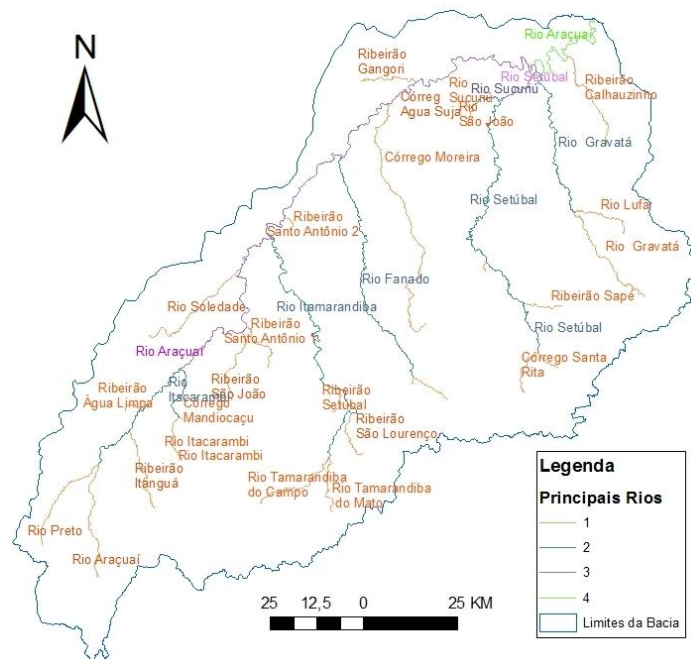 N
Rio Araçuaí
Ribeirão
Gangorí
Rio Setúbal
Ribeirão
Calhauzinho
Rio
Sucuriú
Rio Sucuriú
Córreg
Água Suja
Rio
São João
Rio Gravatá
Córrego Moreira
Rio Setúbal
Rio Lufa
Ribeirão
Santo Antônio 2
Rio Gravatá
Rio Fanado
Ribeirão Sapé
Rio Soledade
Rio Itamarandiba
Ribeirão
Santo Antônio 1
Rio Setúbal
Rio Araçuaí
Córrego Santa
Rita
Ribeirão
Água Limpa
Rio
Itacarambi
Ribeirão
São João
Córrego
Mandiocaçu
Ribeirão
Setúbal
Ribeirão
São Lourenço
Rio Itacarambi
Rio Itacarambi
Ribeirão
Itanguá
Rio Tamarandiba
do Campo
Rio Tamarandiba
do Mato
Rio Preto
Rio Araçuaí
Legenda
Principais Rios
1
2
3
4
Limites da Bacia
25 12,5 0 25 KM